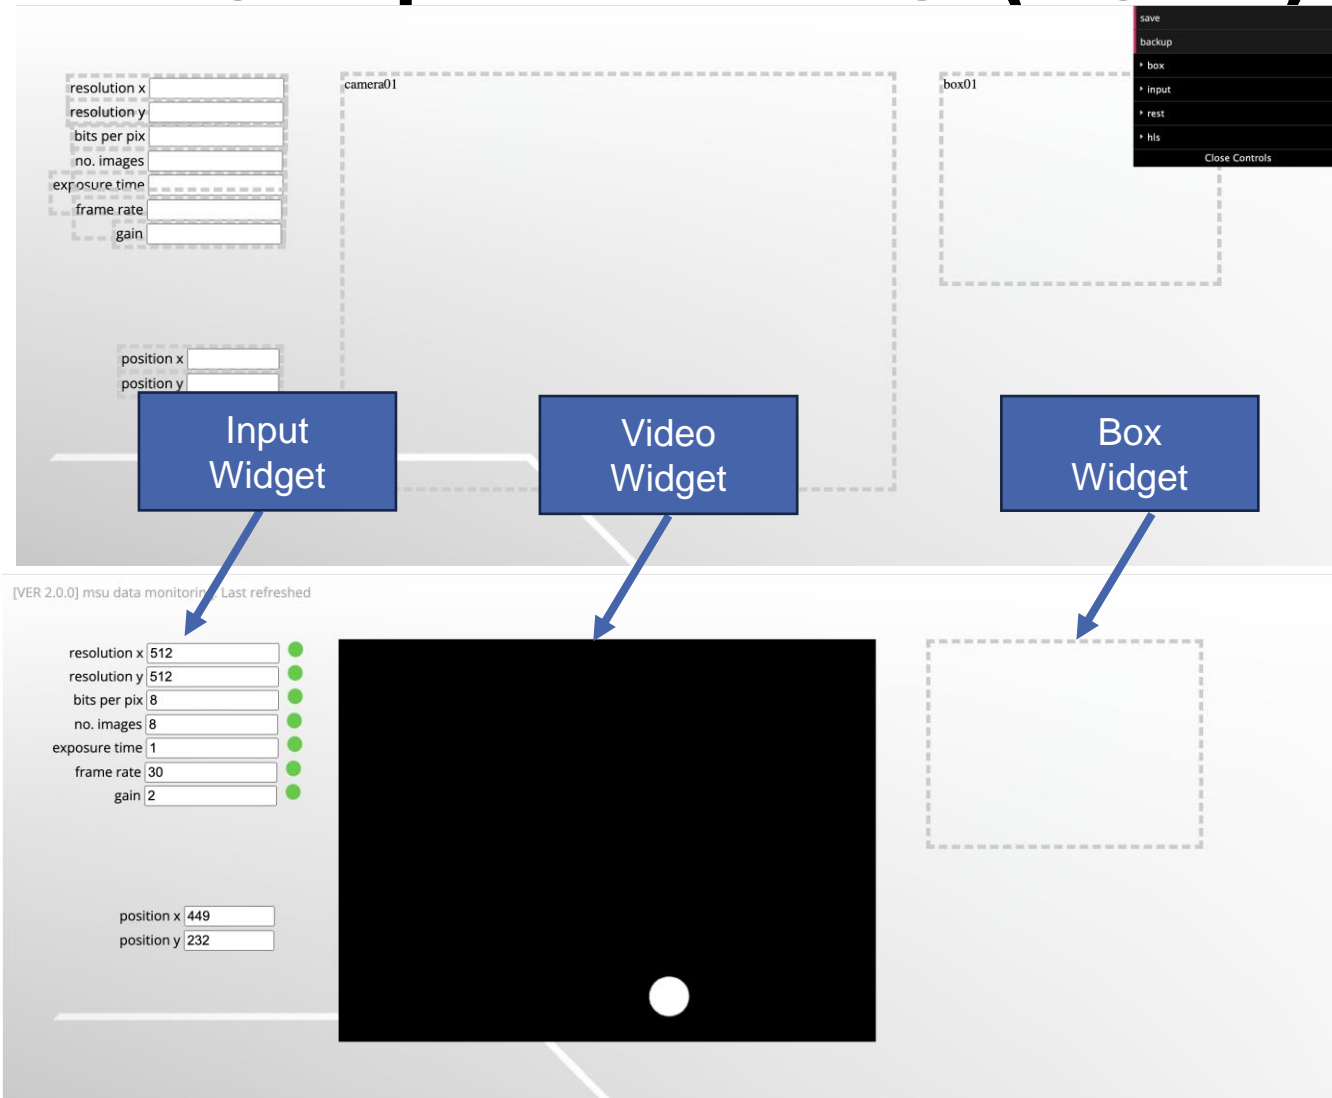 save
backup
box
input
rest
hls
Close Controls
resolution x
resolution y
bits per pix
no. images
exposure time
frame rate
gain
camera01
box01
position x
position y
Input
Widget
Video
Widget
Box
Widget
[VER 2.0.0] msu data monitoring. Last refreshed
resolution x 512
resolution y 512
bits per pix 8
no. images 8
exposure time 1
frame rate 30
gain 2
position x 449
position y 232